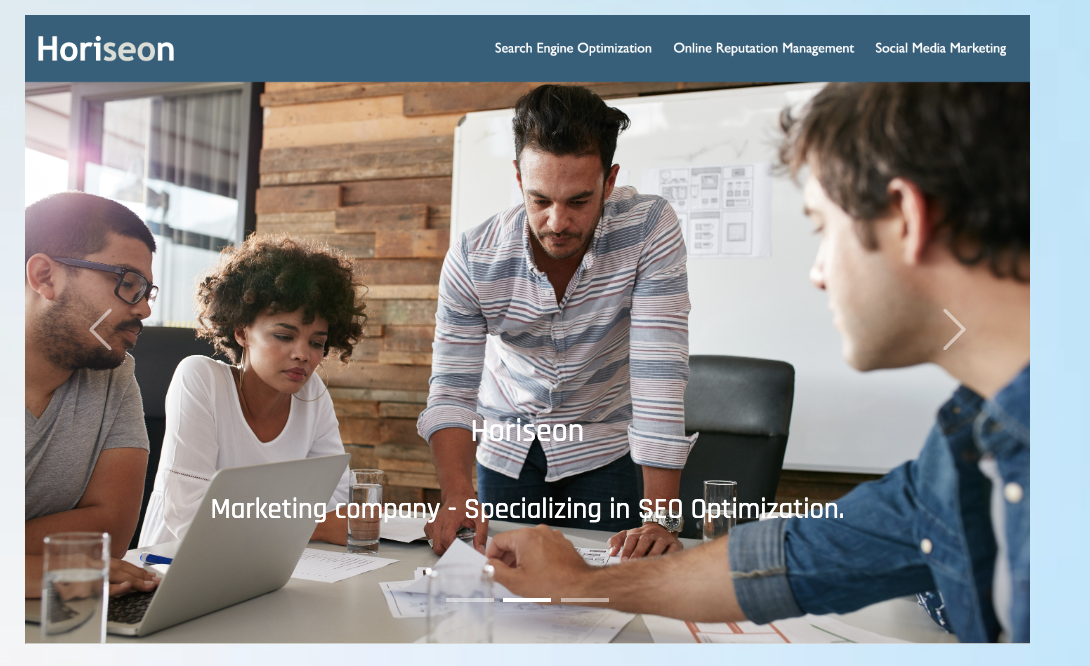 Horiseon
Search Engine Optimization Online Reputation Management Social Media Marketing
Horiseon
Marketing company - Specializing in SEO Optimization.